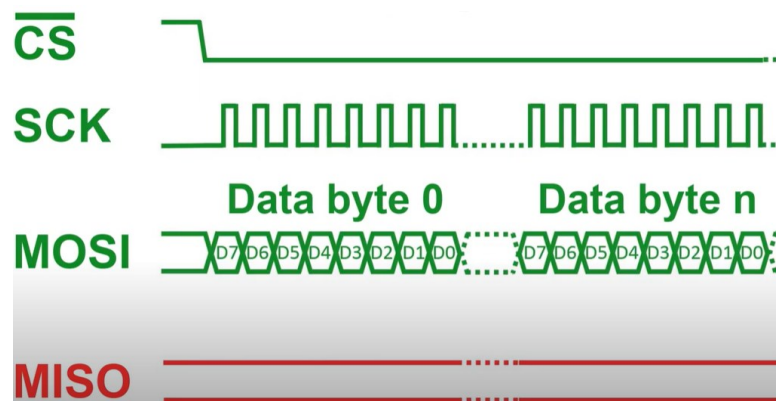 C̅S̅
SCK
Data byte 0 Data byte n
MOSI D7 D6 D5 D4 D3 D2 D1 D0 D7 D6 D5 D4 D3 D2 D1 D0
MISO